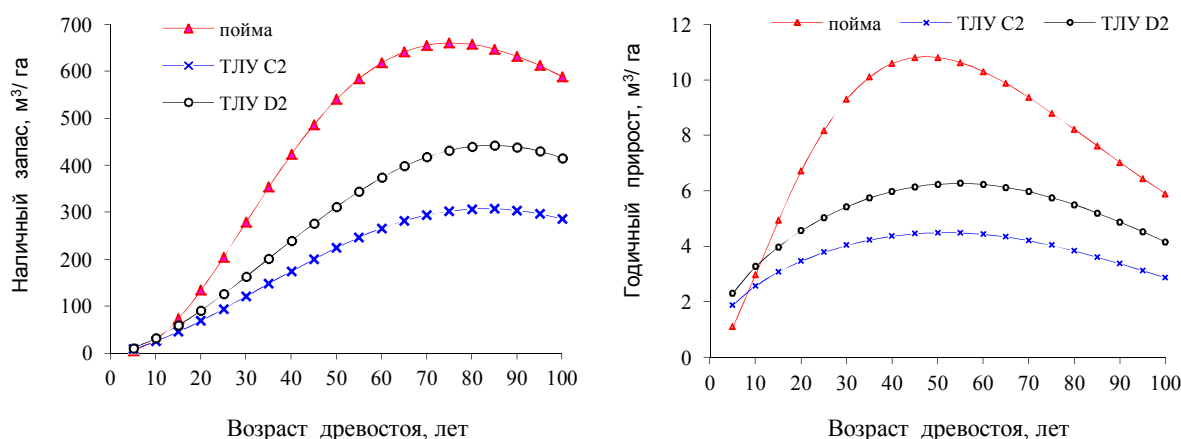 Наличный запас, м³/ га
700
600
500
400
300
200
100
0
пойма
ТЛУ С2
ТЛУ D2
0 10 20 30 40 50 60 70 80 90 100
Возраст древостоя, лет
Годичный прирост, м³/ га
12
10
8
6
4
2
0
пойма ТЛУ С2 ТЛУ D2
0 10 20 30 40 50 60 70 80 90 100
Возраст древостоя, лет